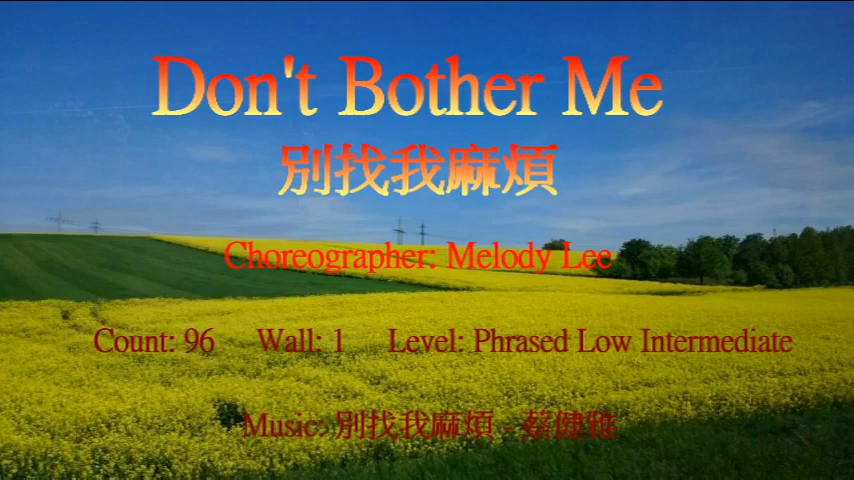 Don't Bother Me
別找我麻煩
Choreographer: Melody Lee
Count: 96 Wall: 1 Level: Phrased Low Intermediate
Music: 別找我麻煩 - 蔡健雅